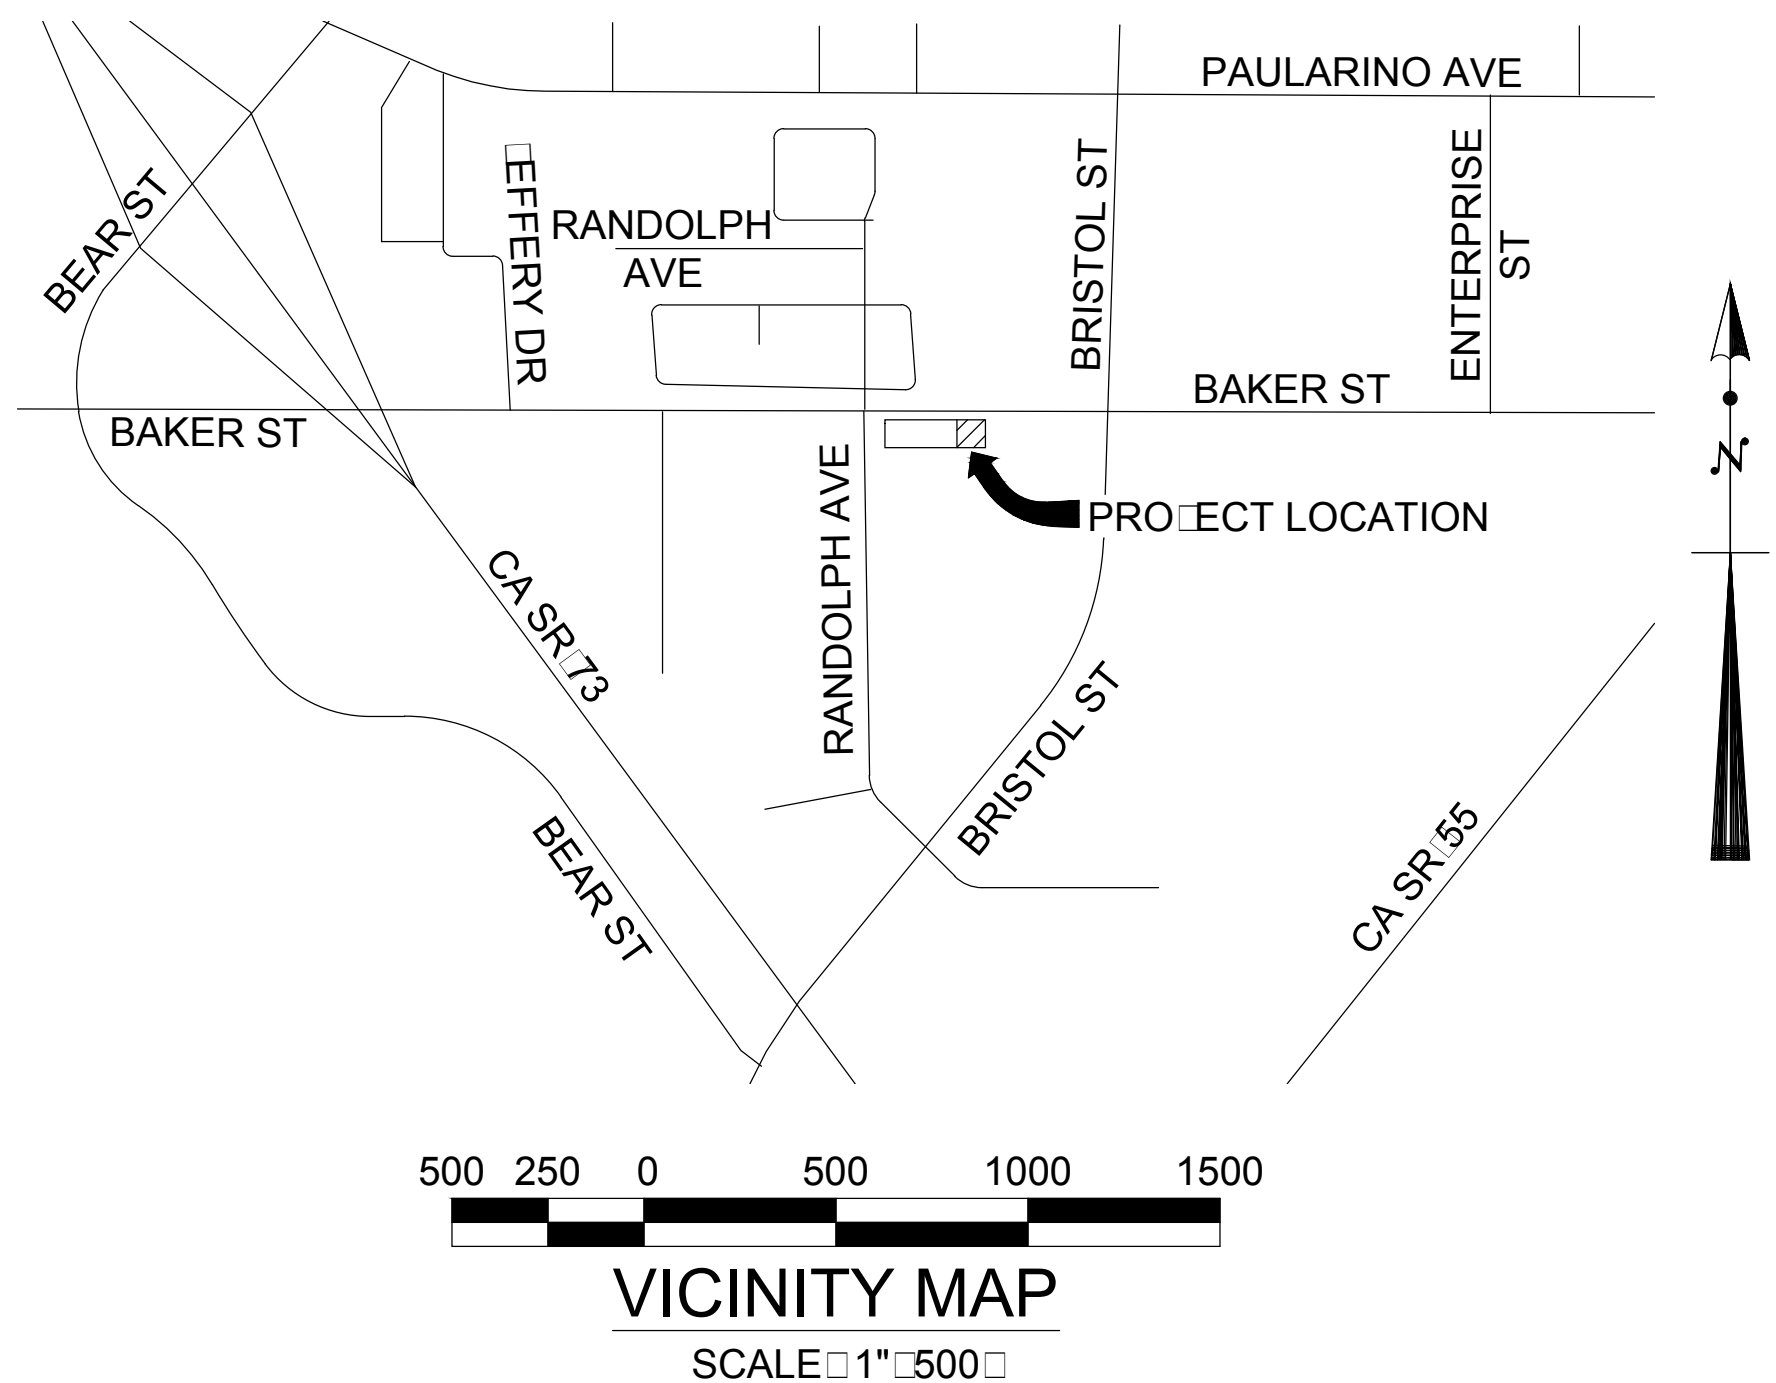 PAULARINO AVE
BEAR ST
□EFFERY DR
RANDOLPH
AVE
BRISTOL ST
ENTERPRISE
ST
BAKER ST
BAKER ST
N
RANDOLPH AVE
PRO□ECT LOCATION
CA SR□73
BRISTOL ST
BEAR ST
CA SR□55
500 250 0 500 1000 1500
VICINITY MAP
SCALE□ 1" □500□